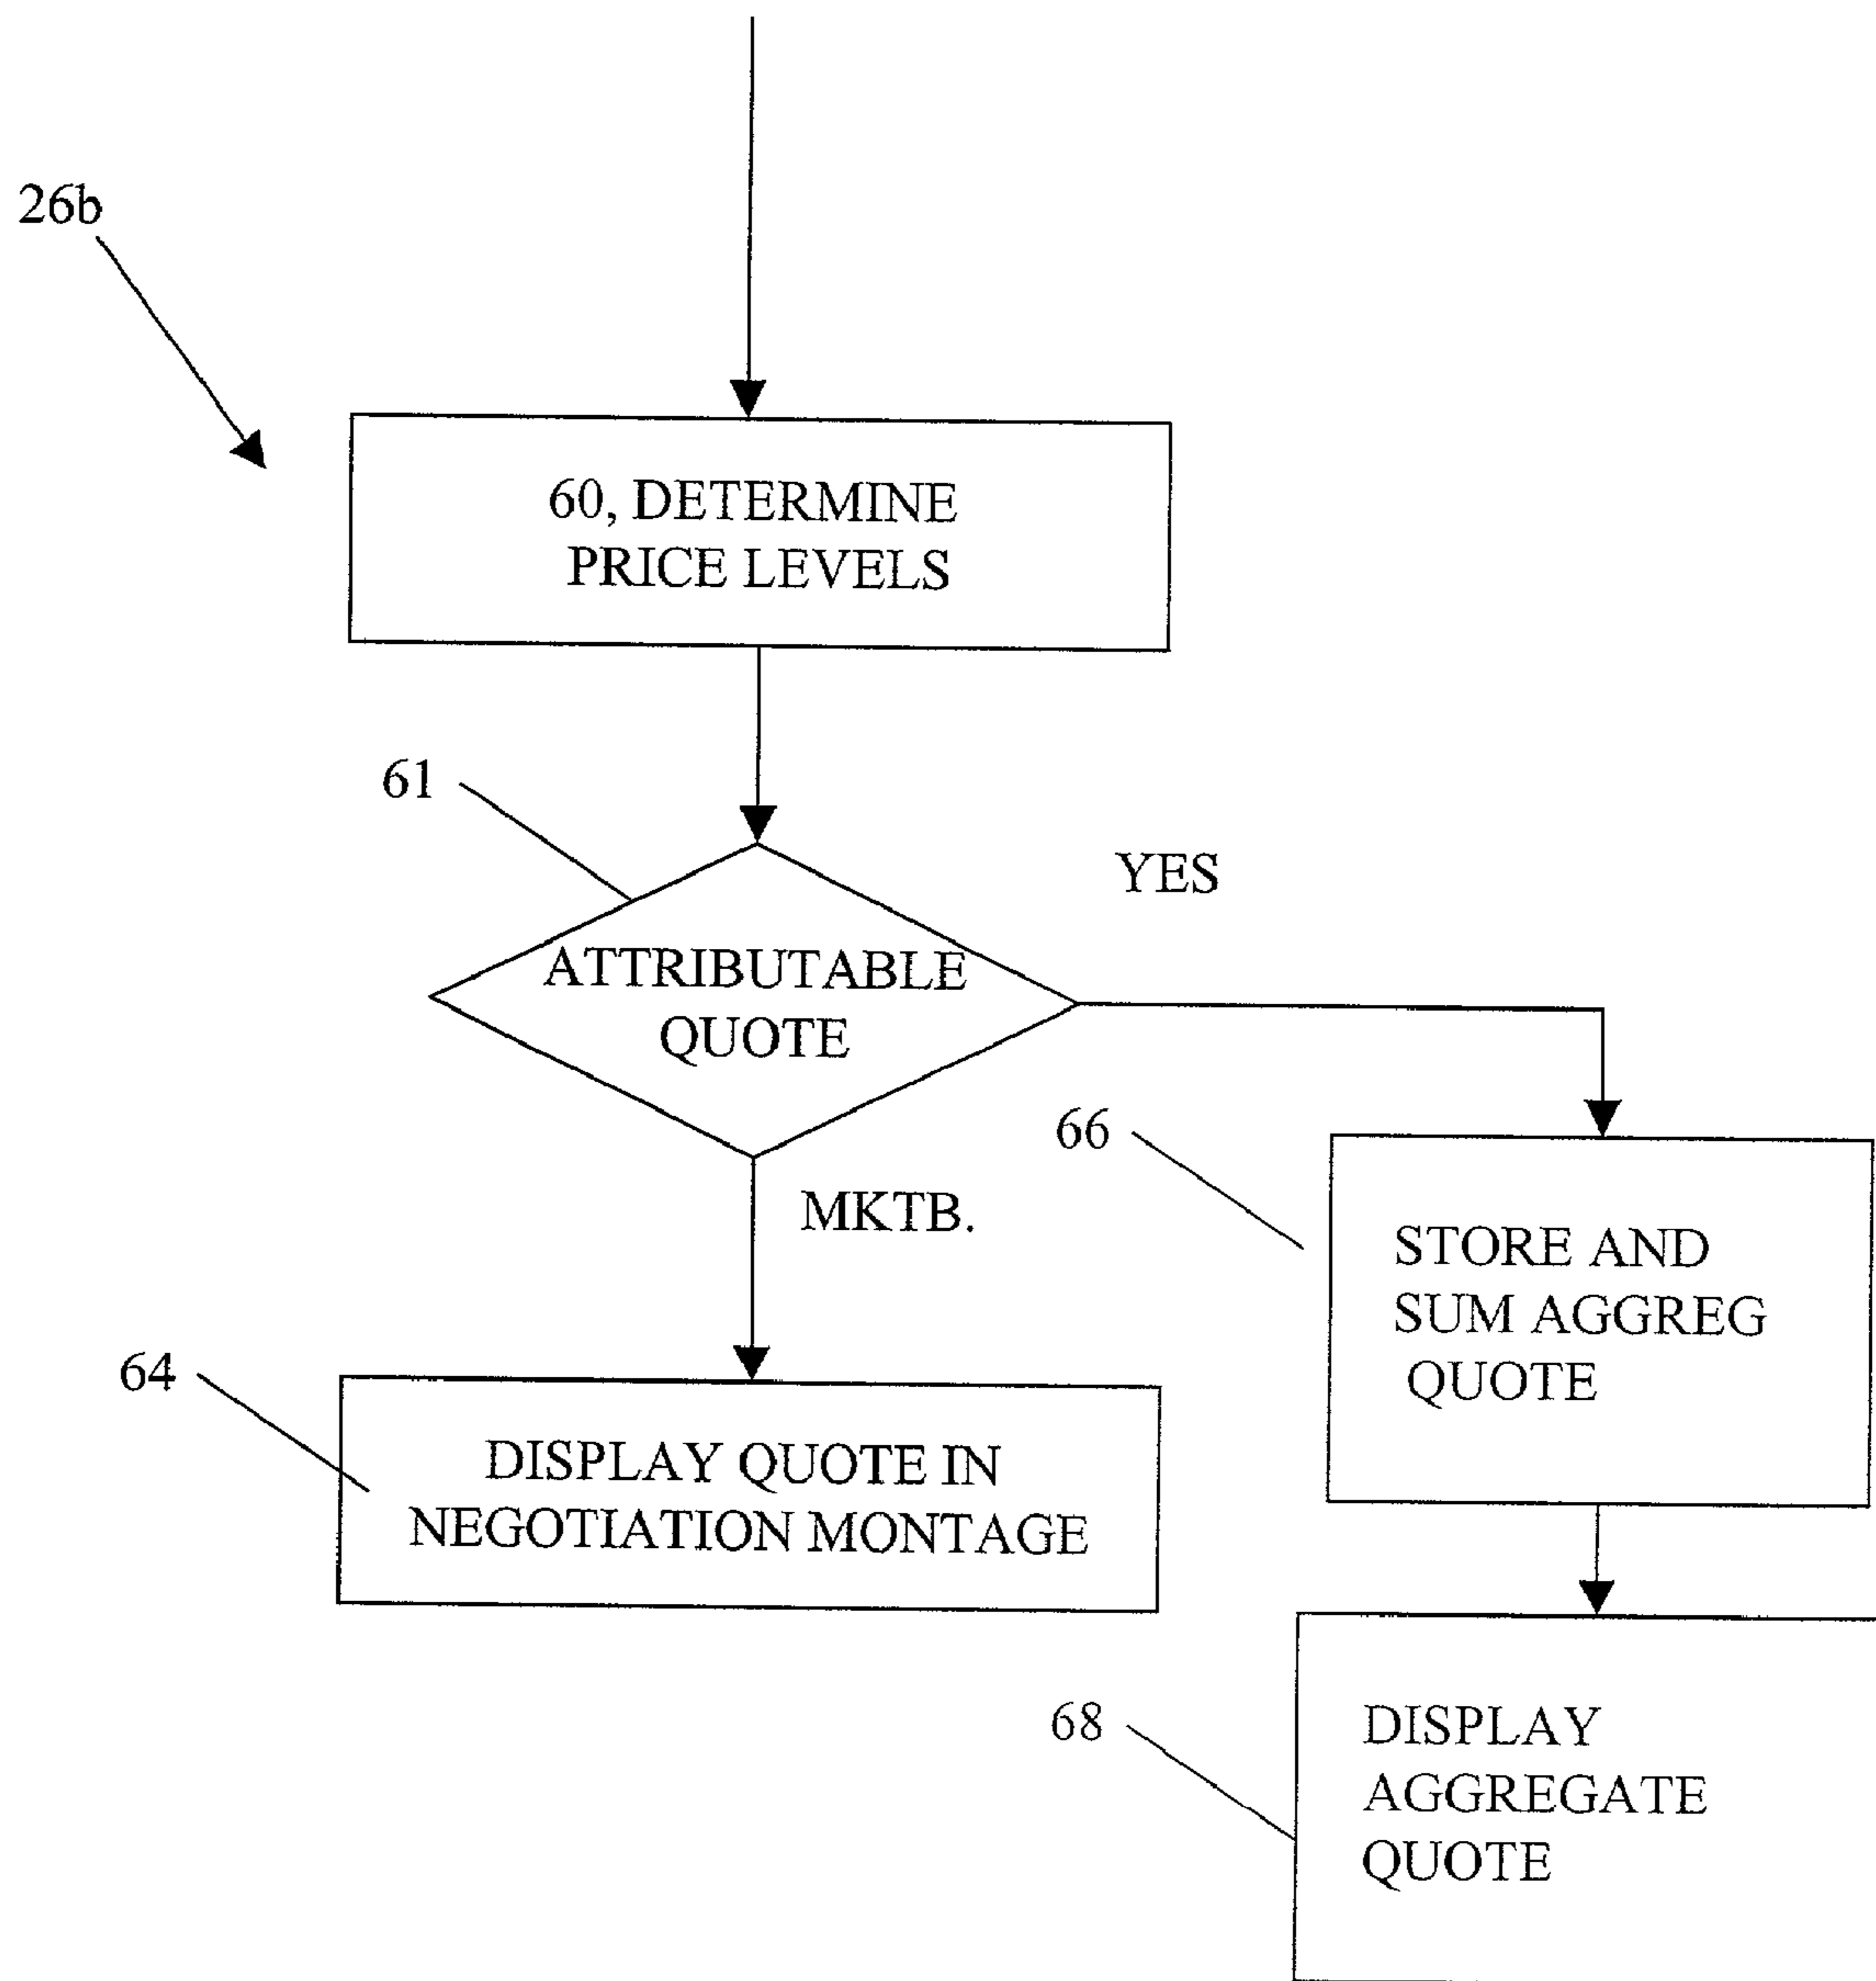 26b
60, DETERMINE
PRICE LEVELS
61
YES
ATTRIBUTABLE
QUOTE
66
MKTB.
STORE AND
SUM AGGREG
QUOTE
64
DISPLAY QUOTE IN
NEGOTIATION MONTAGE
68
DISPLAY
AGGREGATE
QUOTE